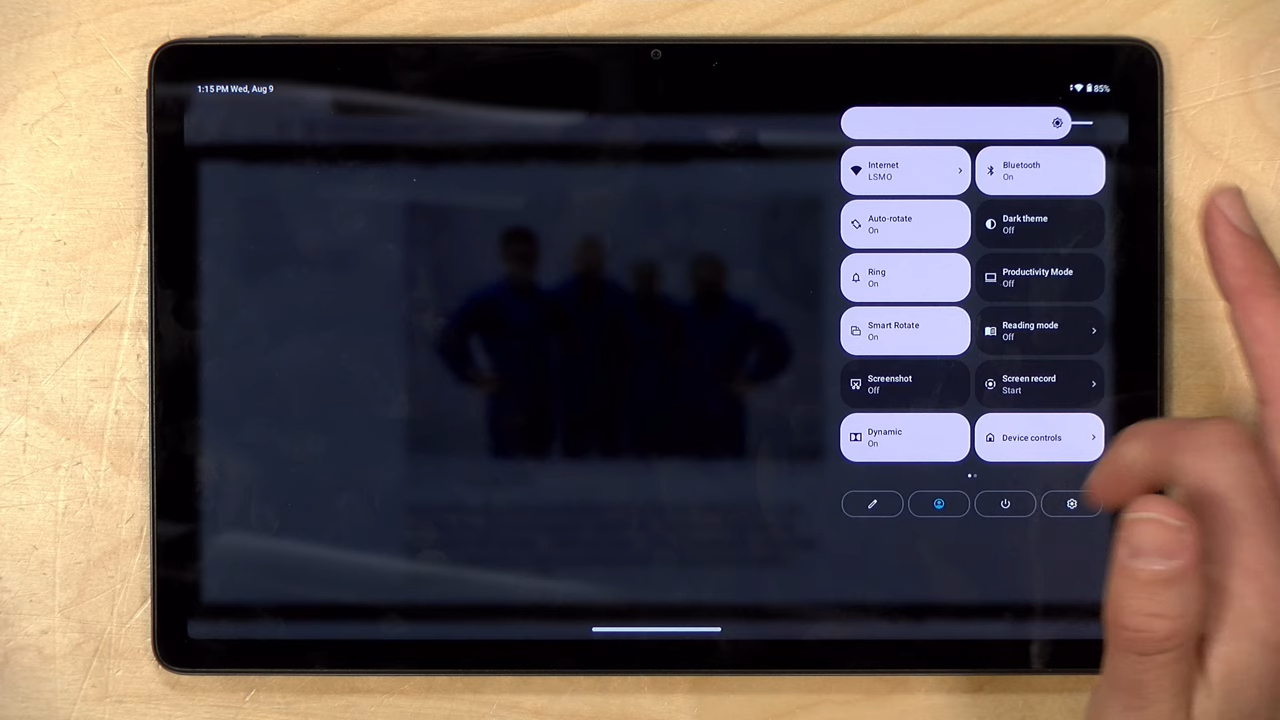 1:15 PM Wed, Aug 9
85%
Internet
LSMO
Bluetooth
On
Auto-rotate
On
Dark theme
Off
Ring
On
Productivity Mode
Off
Smart Rotate
On
Reading mode
Off
Screenshot
Off
Screen record
Start
Dynamic
On
Device controls